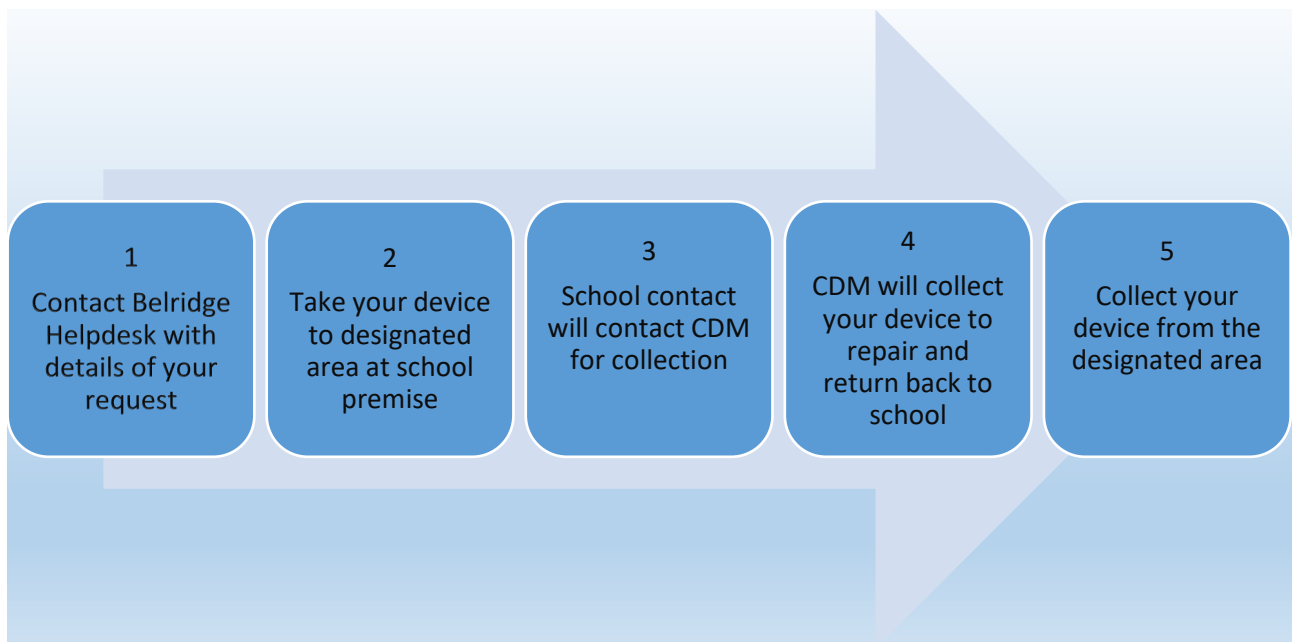 1
Contact Belridge
Helpdesk with
details of your
request
2
Take your device
to designated
area at school
premise
3
School contact
will contact CDM
for collection
4
CDM will collect
your device to
repair and
return back to
school
5
Collect your
device from the
designated area